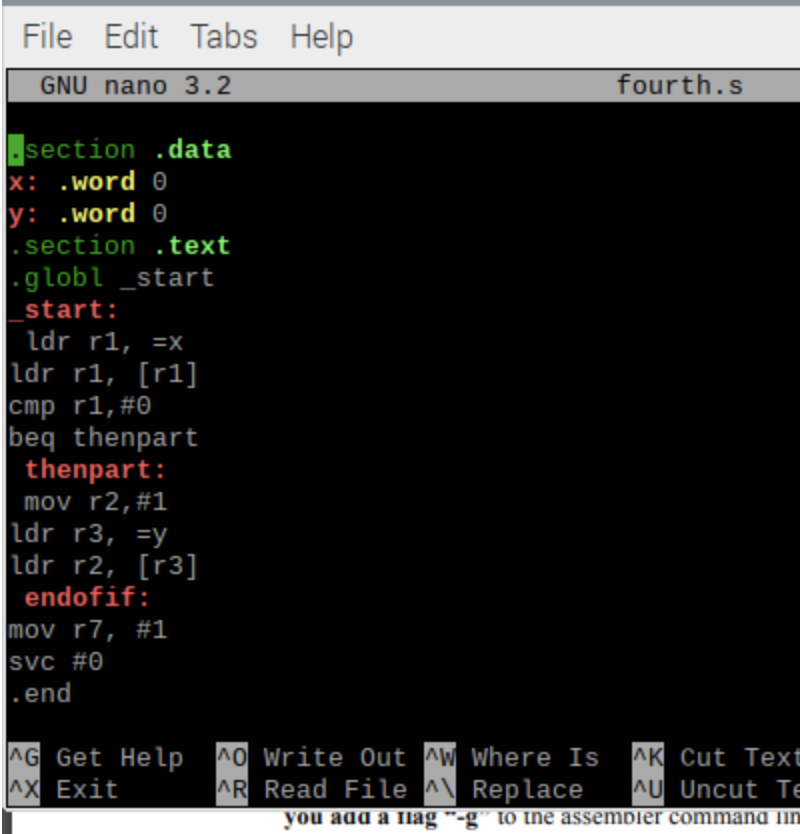 File Edit Tabs Help
GNU nano 3.2 fourth.s
.section .data
x: .word 0
y: .word 0
.section .text
.globl _start
_start:
ldr r1, =x
ldr r1, [r1]
cmp r1,#0
beq thenpart
thenpart:
mov r2,#1
ldr r3, =y
ldr r2, [r3]
endofif:
mov r7, #1
svc #0
.end
^G Get Help ^O Write Out ^W Where Is ^K Cut Text
^X Exit ^R Read File ^\ Replace ^U Uncut Te
you add a flag “-g” to the assembler command lin